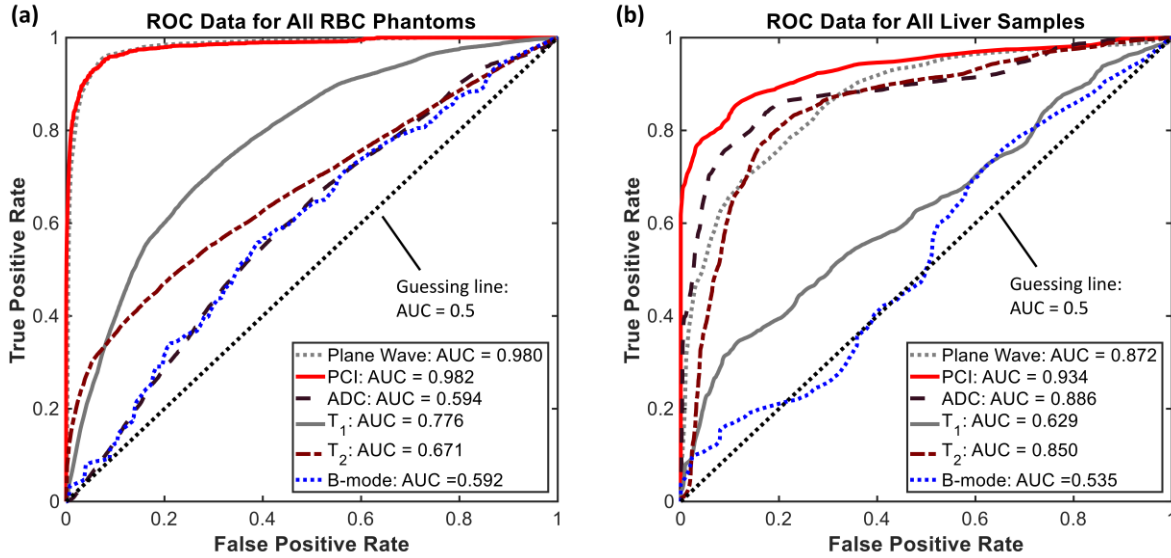 (a)
ROC Data for All RBC Phantoms
True Positive Rate
1
0.8
0.6
0.4
0.2
0
0 0.2 0.4 0.6 0.8 1
False Positive Rate
Guessing line:
AUC = 0.5
Plane Wave: AUC = 0.980
PCI: AUC = 0.982
ADC: AUC = 0.594
T1: AUC = 0.776
T2: AUC = 0.671
B-mode: AUC =0.592
(b)
ROC Data for All Liver Samples
True Positive Rate
1
0.8
0.6
0.4
0.2
0
0 0.2 0.4 0.6 0.8 1
False Positive Rate
Guessing line:
AUC = 0.5
Plane Wave: AUC = 0.872
PCI: AUC = 0.934
ADC: AUC = 0.886
T1: AUC = 0.629
T2: AUC = 0.850
B-mode: AUC =0.535